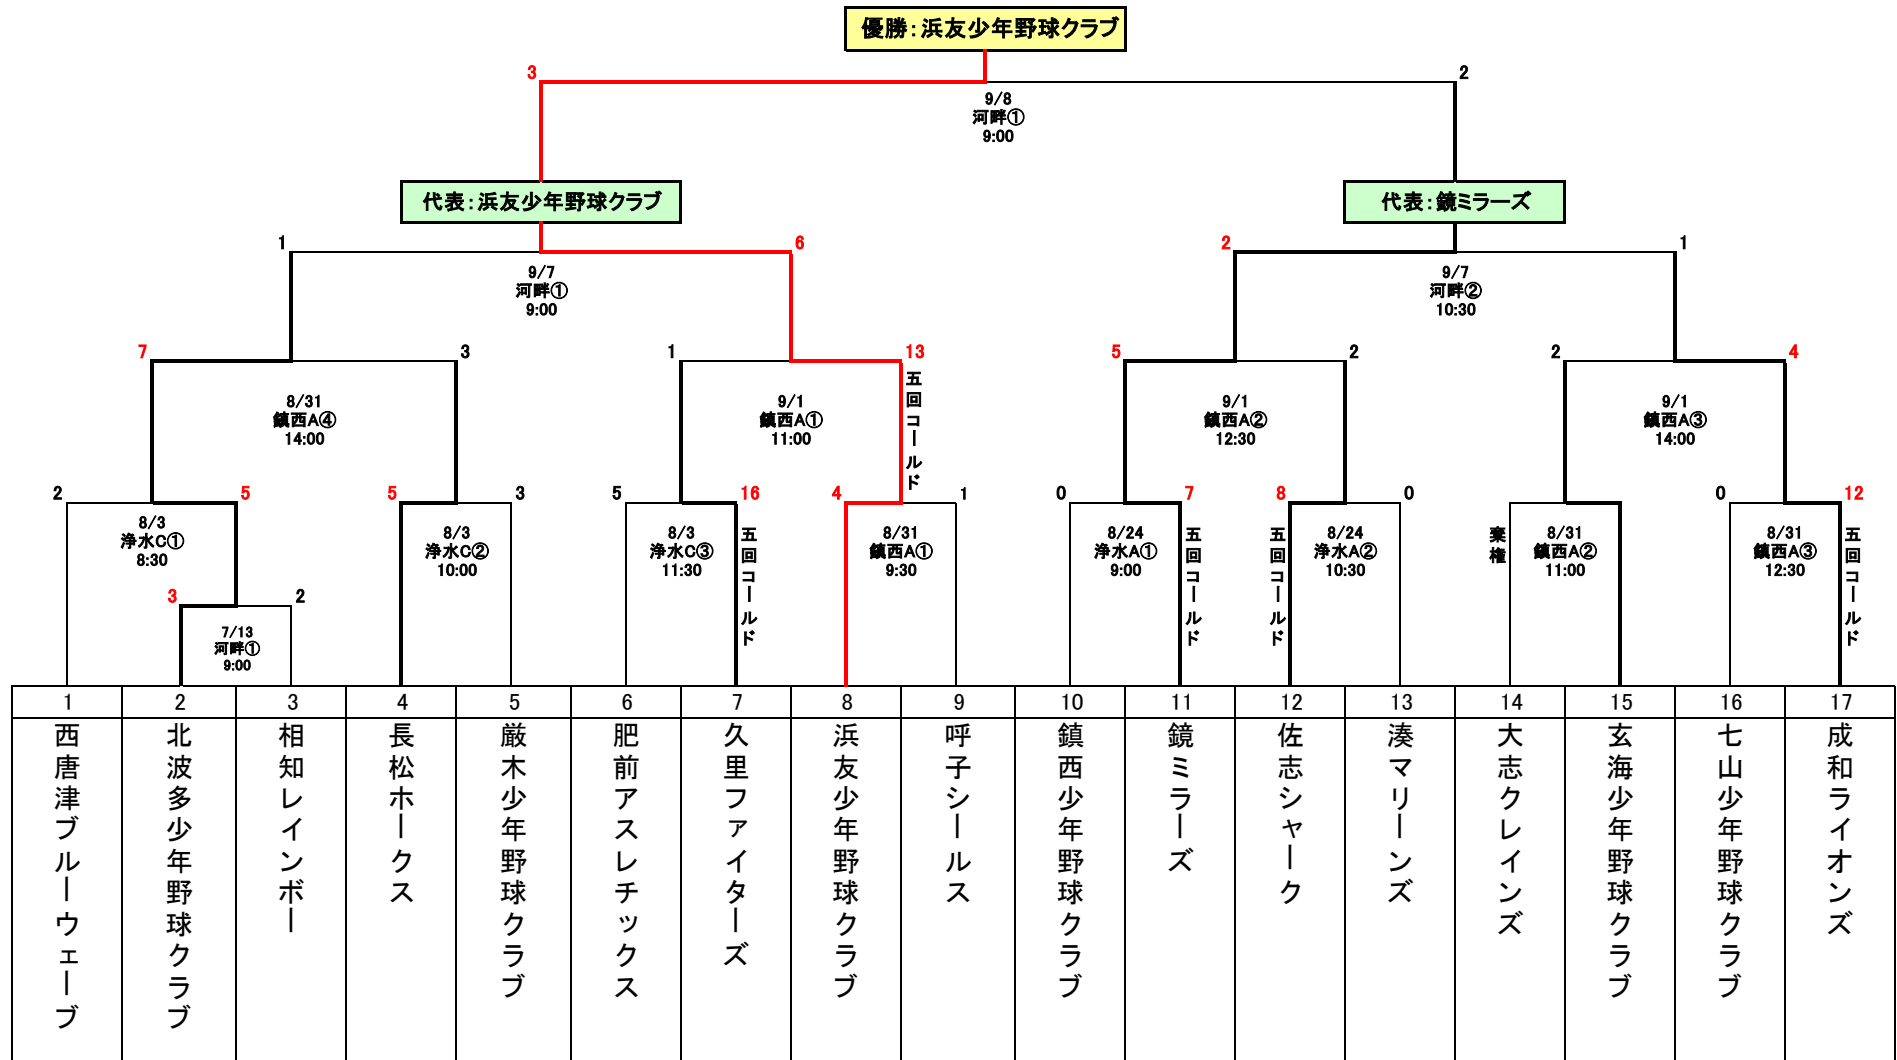 優勝：浜友少年野球クラブ
3
2
9/8
河畔①
9:00
代表：浜友少年野球クラブ
代表：鏡ミラーズ
1
6
2
1
9/7
河畔①
9:00
9/7
河畔②
10:30
7
3
1
13
5
2
2
4
8/31
鎮西A④
14:00
9/1
鎮西A①
11:00
五回コールド
9/1
鎮西A②
12:30
9/1
鎮西A③
14:00
2
5
5
3
5
16
4
1
0
7
8
0
0
12
8/3
浄水C①
8:30
8/3
浄水C②
10:00
8/3
浄水C③
11:30
五回コールド
8/31
鎮西A①
9:30
8/24
浄水A①
9:00
五回コールド
五回コールド
8/24
浄水A②
10:30
棄権
8/31
鎮西A②
11:00
8/31
鎮西A③
12:30
五回コールド
3
2
7/13
河畔①
9:00
1 2 3 4 5 6 7 8 9 10 11 12 13 14 15 16 17
西唐津ブルーウェーブ
北波多少年野球クラブ
相知レインボー
長松ホークス
厳木少年野球クラブ
肥前アスレチックス
久里ファイターズ
浜友少年野球クラブ
呼子シールス
鎮西少年野球クラブ
鏡ミラーズ
佐志シャーク
湊マリーンズ
大志クレインズ
玄海少年野球クラブ
七山少年野球クラブ
成和ライオンズ